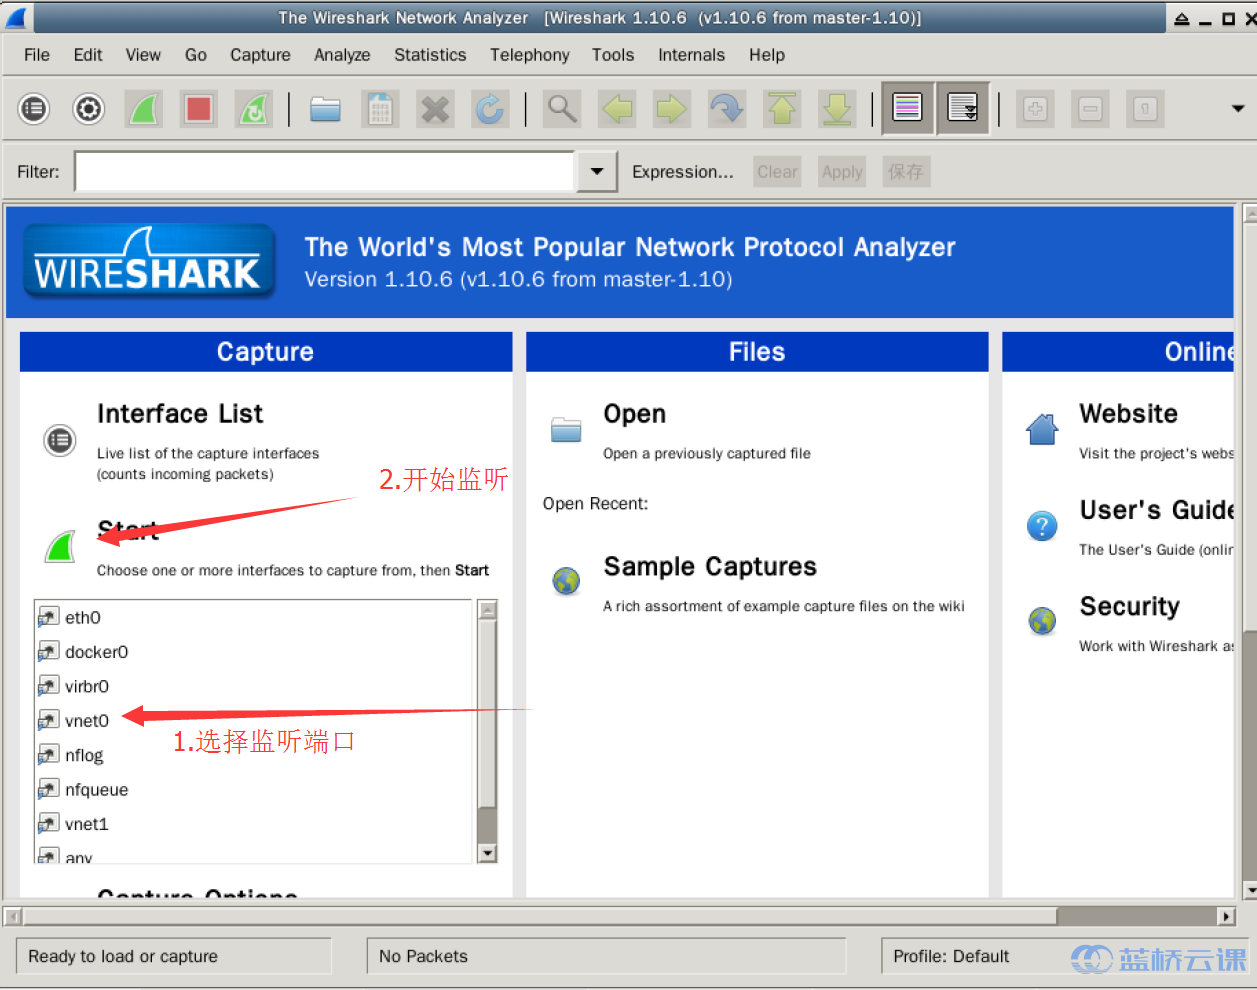 The Wireshark Network Analyzer [Wireshark 1.10.6 (v1.10.6 from master-1.10)]
File Edit View Go Capture Analyze Statistics Telephony Tools Internals Help
Filter: Expression... Clear Apply 保存
WIRESHARK
The World's Most Popular Network Protocol Analyzer
Version 1.10.6 (v1.10.6 from master-1.10)
Capture
Interface List
Live list of the capture interfaces
(counts incoming packets)
2.开始监听
Start
Choose one or more interfaces to capture from, then Start
eth0
docker0
virbr0
vnet0
1.选择监听端口
nflog
nfqueue
vnet1
any
Capture Options
Files
Open
Open a previously captured file
Open Recent:
Sample Captures
A rich assortment of example capture files on the wiki
Online
Website
Visit the project's webs
User's Guide
The User's Guide (onlin
Security
Work with Wireshark as
Ready to load or capture
No Packets
Profile: Default
蓝桥云课